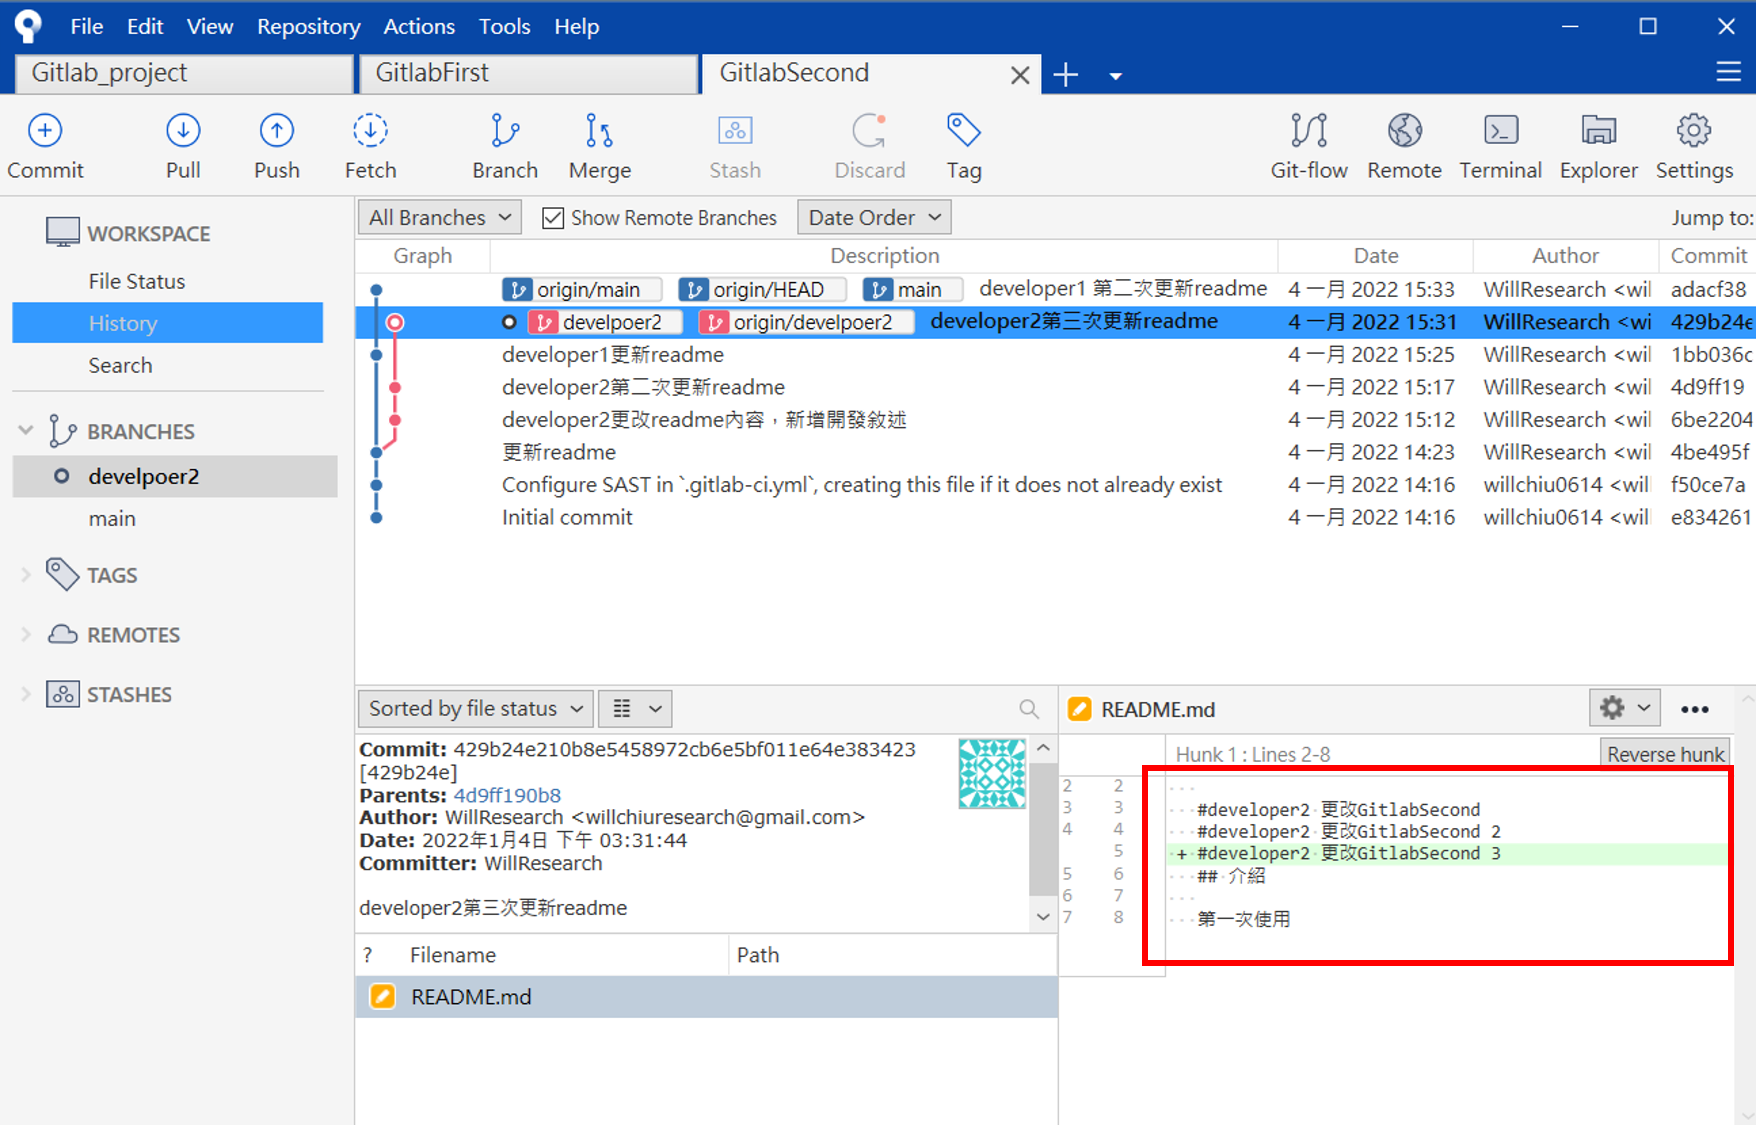 File Edit View Repository Actions Tools Help
Gitlab_project GitlabFirst GitlabSecond
Commit Pull Push Fetch Branch Merge Stash Discard Tag Git-flow Remote Terminal Explorer Settings
WORKSPACE
File Status
History
Search
BRANCHES
develpoer2
main
TAGS
REMOTES
STASHES
All Branches Show Remote Branches Date Order Jump to:
Graph Description Date Author Commit
origin/main origin/HEAD main developer1 第二次更新readme 4 一月 2022 15:33 WillResearch <wil adacf38
develpoer2 origin/develpoer2 developer2第三次更新readme 4 一月 2022 15:31 WillResearch <wi 429b24e
developer1更新readme 4 一月 2022 15:25 WillResearch <wil 1bb036c
developer2第二次更新readme 4 一月 2022 15:17 WillResearch <wil 4d9ff19
developer2更改readme內容，新增開發敘述 4 一月 2022 15:12 WillResearch <wil 6be2204
更新readme 4 一月 2022 14:23 WillResearch <wil 4be495f
Configure SAST in `.gitlab-ci.yml`, creating this file if it does not already exist 4 一月 2022 14:16 willchiu0614 <wil f50ce7a
Initial commit 4 一月 2022 14:16 willchiu0614 <wil e834261
Sorted by file status
Commit: 429b24e210b8e5458972cb6e5bf011e64e383423
[429b24e]
Parents: 4d9ff190b8
Author: WillResearch <willchiuresearch@gmail.com>
Date: 2022年1月4日 下午 03:31:44
Committer: WillResearch
developer2第三次更新readme
? Filename Path
README.md
README.md
Hunk 1 : Lines 2-8 Reverse hunk
2 2
3 3 #developer2 更改GitlabSecond
4 4 #developer2 更改GitlabSecond 2
5 + #developer2 更改GitlabSecond 3
5 6 ## 介紹
6 7
7 8 第一次使用